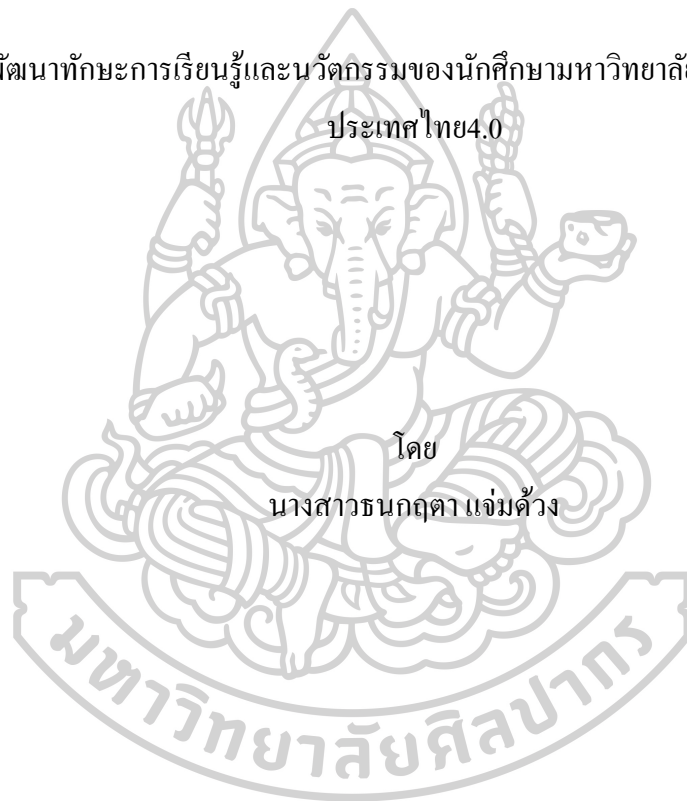 พัฒนาทักษะการเรียนรู้และนวัตกรรมของนักศึกษามหาวิทยาลัย
ประเทศไทย4.0
โดย
นางสาวธนกฤตา แจ่มด้วง
มหาวิทยาลัยศิลปากร